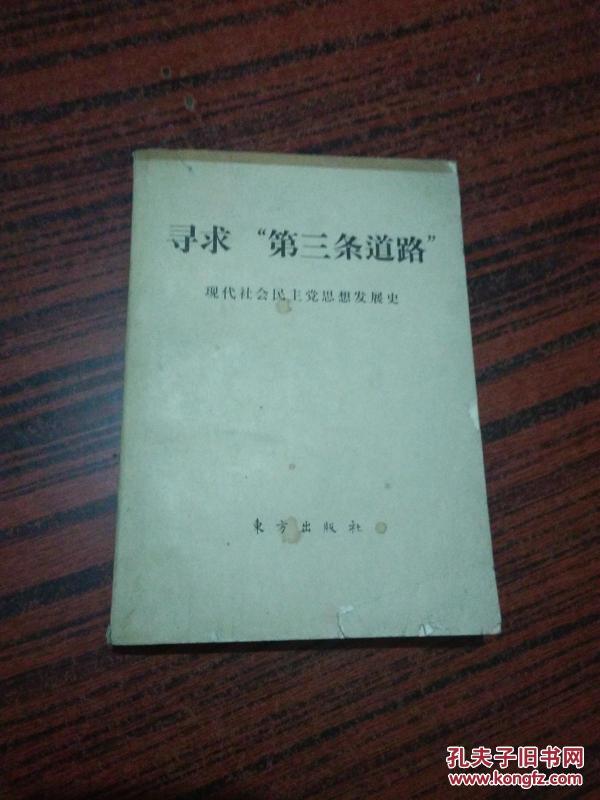 寻求“第三条道路”
现代社会民主党思想发展史
東方出版社
孔夫子旧书网
www.kongfz.com